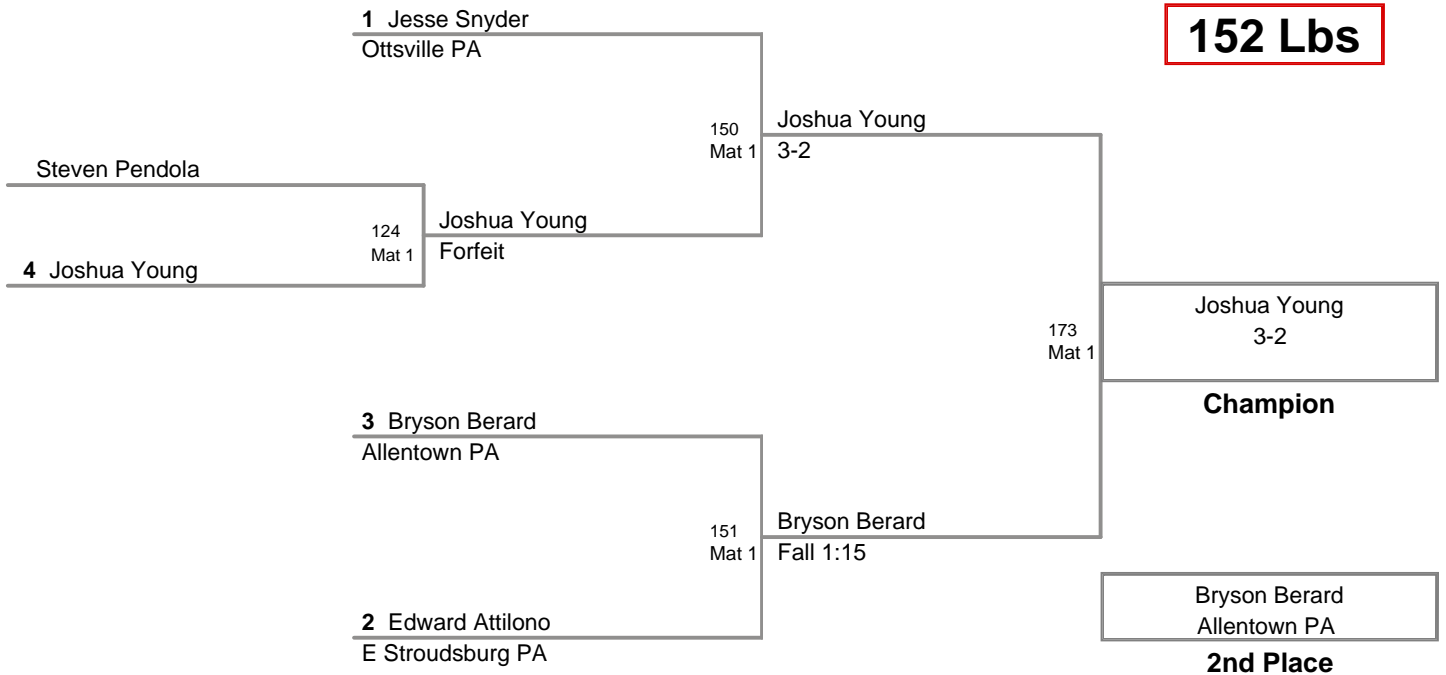 1 Jesse Snyder
Ottsville PA
152 Lbs
150
Mat 1
Joshua Young
3-2
Steven Pendola
124
Mat 1
Joshua Young
Forfeit
4 Joshua Young
173
Mat 1
Joshua Young
3-2
Champion
3 Bryson Berard
Allentown PA
151
Mat 1
Bryson Berard
Fall 1:15
2 Edward Attilono
E Stroudsburg PA
Bryson Berard
Allentown PA
2nd Place